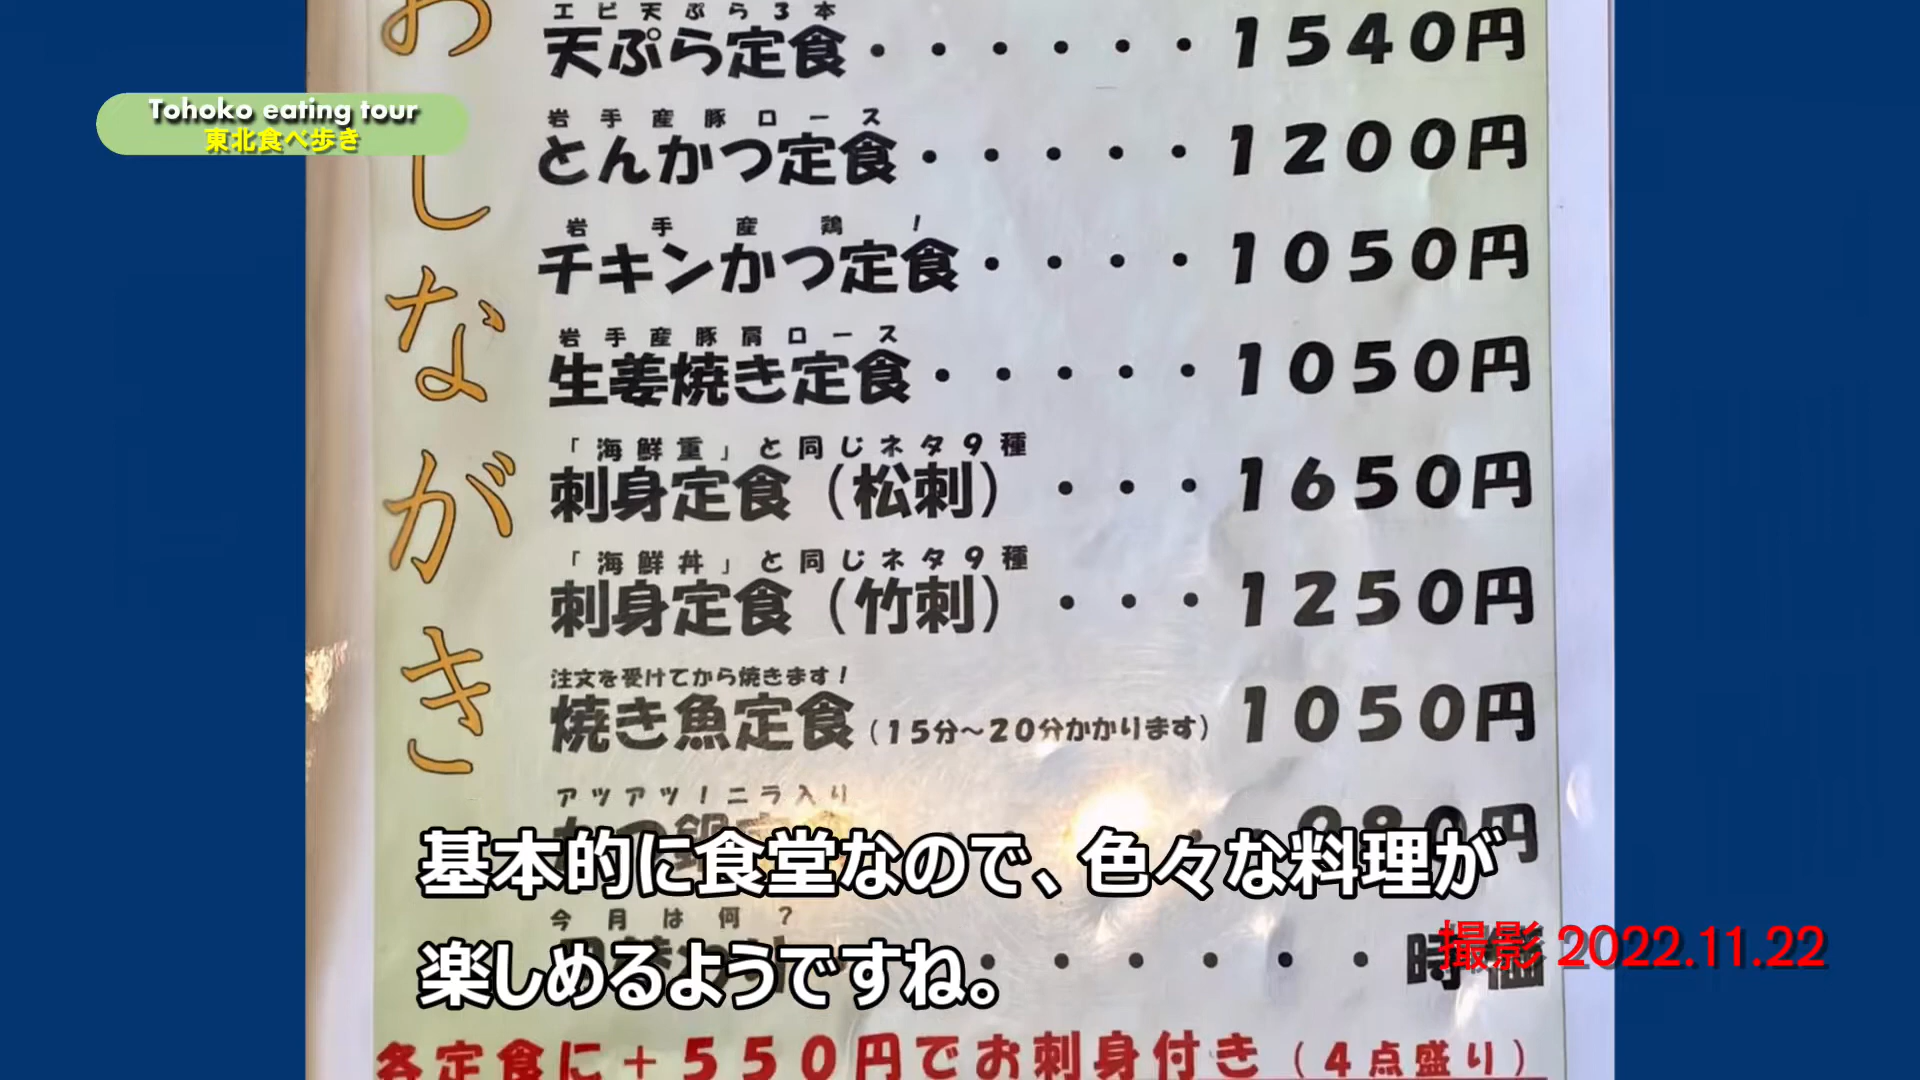 Tohoko eating tour
東北食べ歩き
おしながき
エビ天ぷら3本
天ぷら定食・・・・・・1540円
岩手産豚ロース
とんかつ定食・・・・・1200円
岩手産鶏！
チキンかつ定食・・・・1050円
岩手産豚肩ロース
生姜焼き定食・・・・・1050円
「海鮮重」と同じネタ9種
刺身定食（松刺）・・・1650円
「海鮮丼」と同じネタ9種
刺身定食（竹刺）・・・1250円
注文を受けてから焼きます！
焼き魚定食（15分～20分かかります）1050円
アツアツ！ニラ入り
980円
基本的に食堂なので、色々な料理が
今月は何？
楽しめるようですね。
・・・・・・・時価
撮影 2022.11.22
各定食に＋550円でお刺身付き（4点盛り）